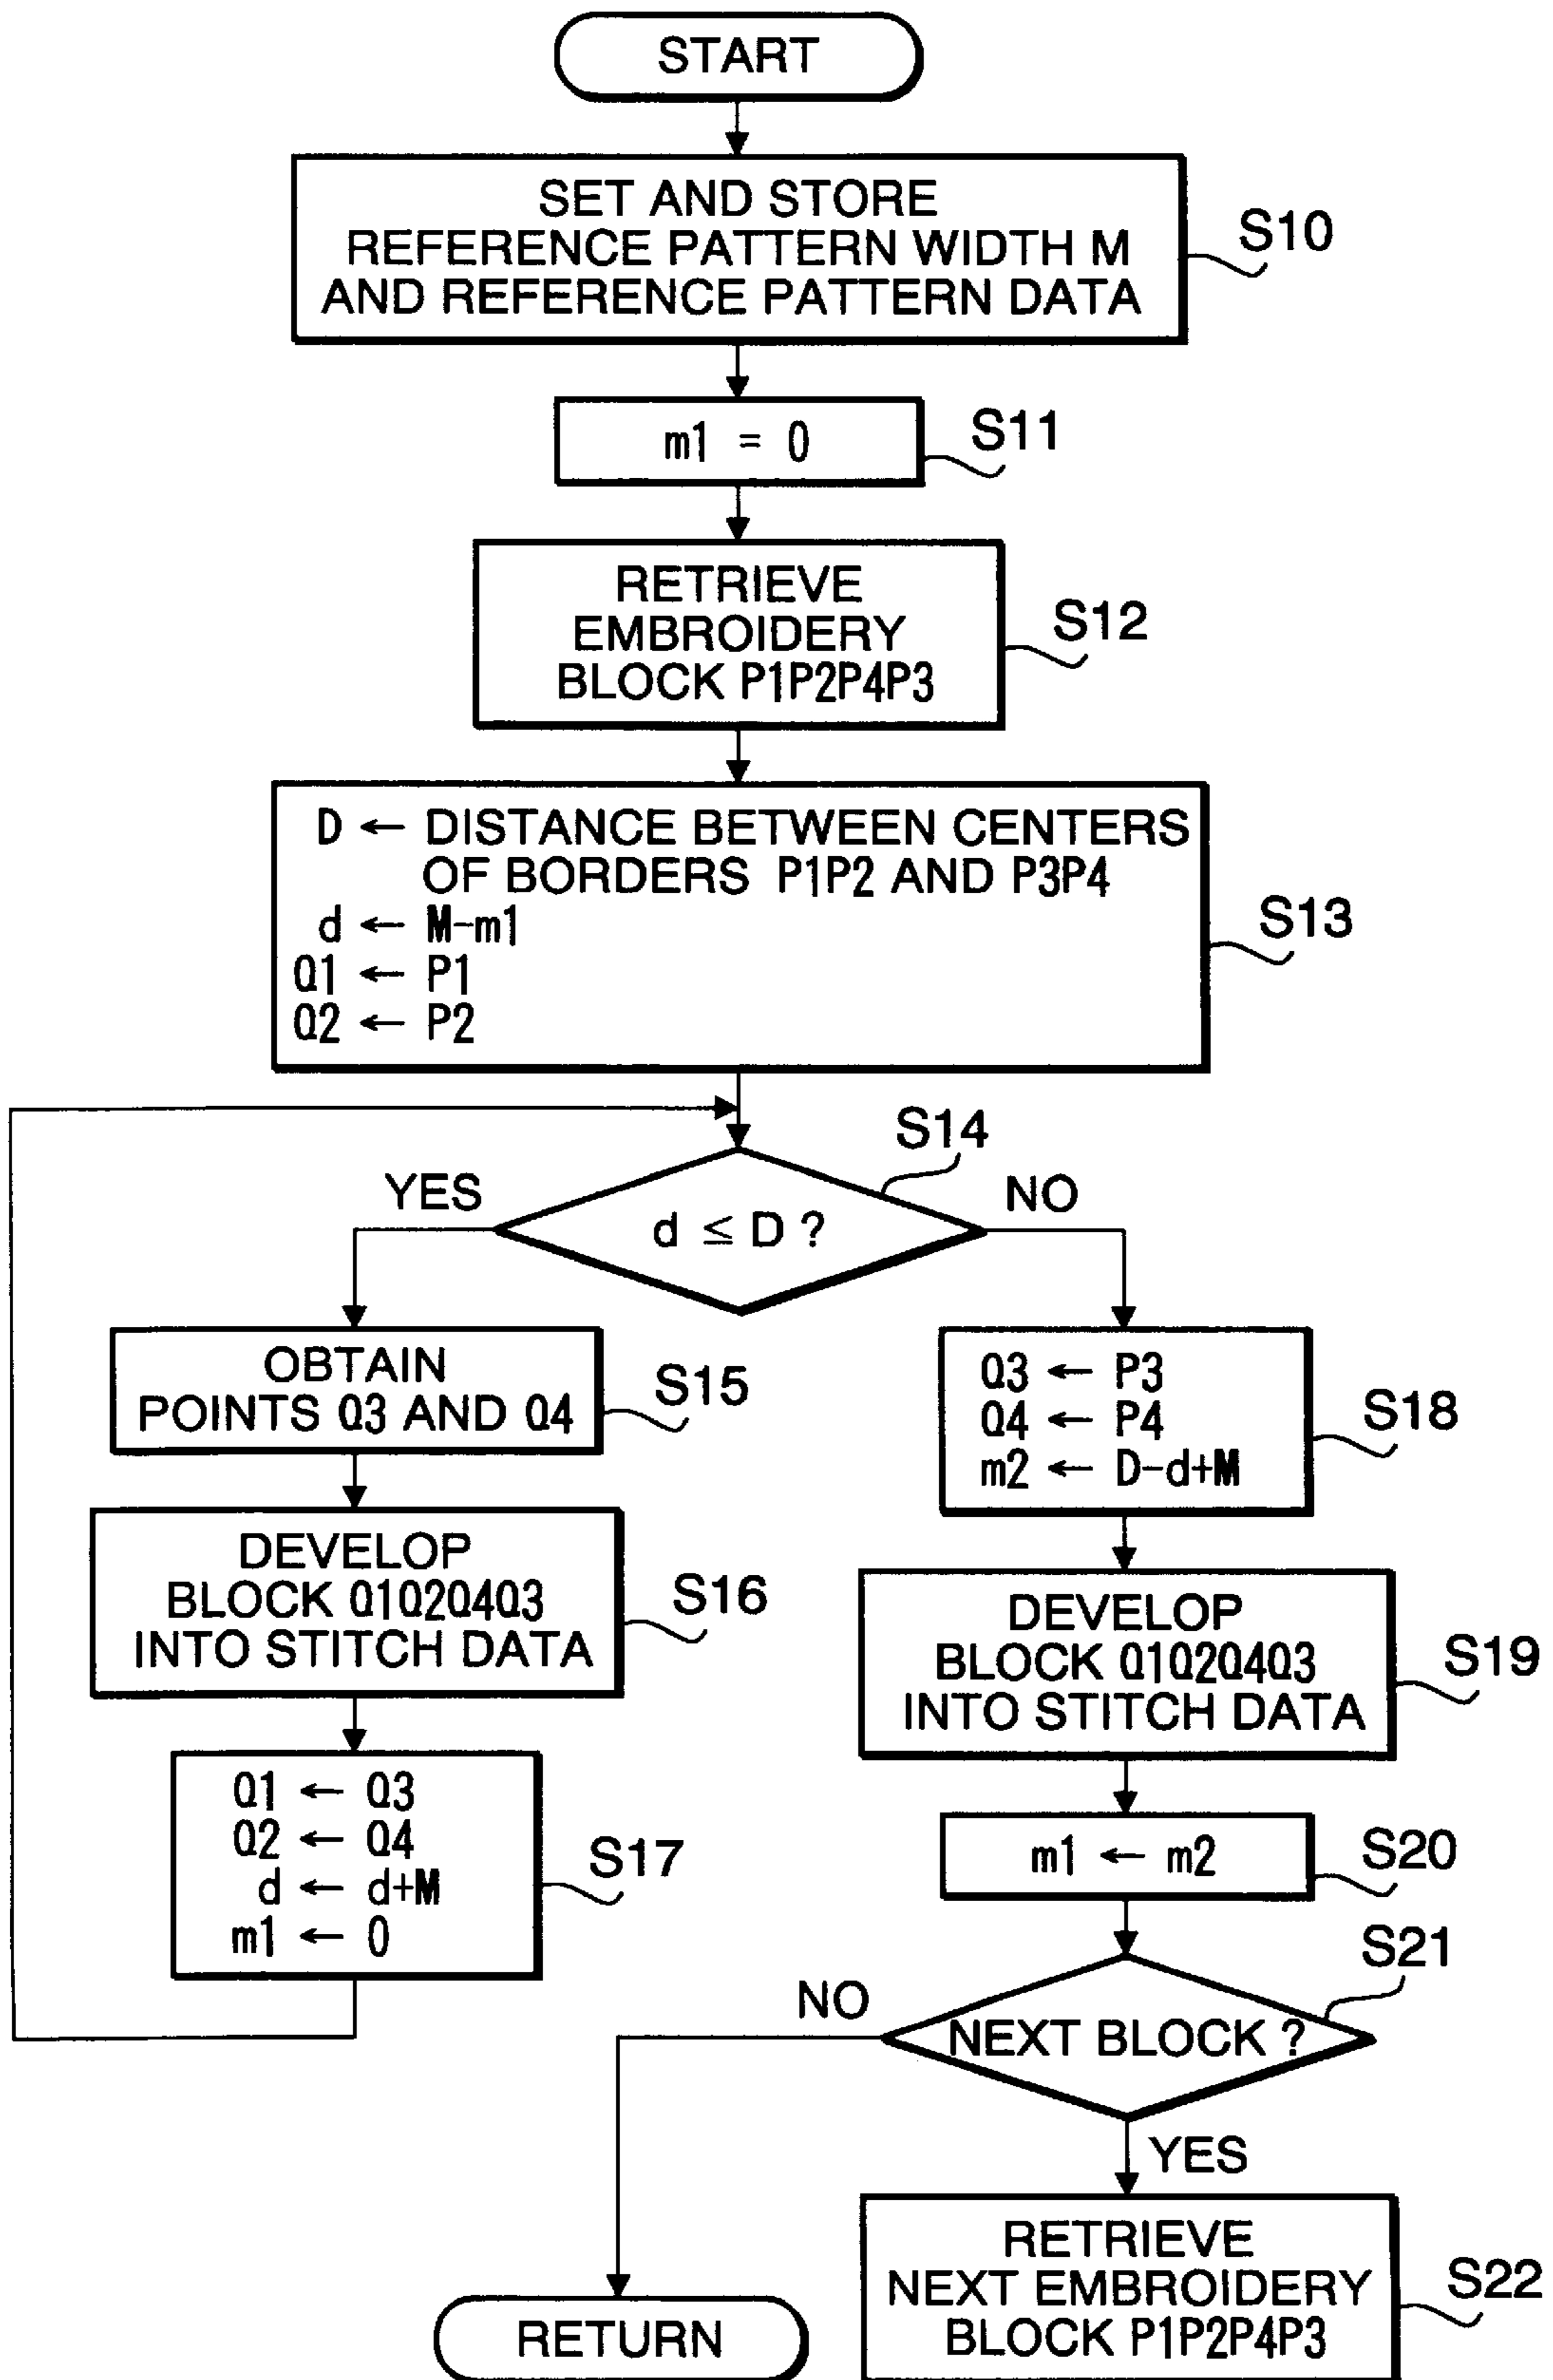 START
SET AND STORE
REFERENCE PATTERN WIDTH M
AND REFERENCE PATTERN DATA
S10
m1 = 0
S11
RETRIEVE
EMBROIDERY
BLOCK P1P2P4P3
S12
D ← DISTANCE BETWEEN CENTERS
OF BORDERS P1P2 AND P3P4
d ← M-m1
Q1 ← P1
Q2 ← P2
S13
S14
YES
d ≤ D ?
NO
OBTAIN
POINTS Q3 AND Q4
S15
DEVELOP
BLOCK Q1Q2Q4Q3
INTO STITCH DATA
S16
Q1 ← Q3
Q2 ← Q4
d ← d+M
m1 ← 0
S17
Q3 ← P3
Q4 ← P4
m2 ← D-d+M
S18
DEVELOP
BLOCK Q1Q2Q4Q3
INTO STITCH DATA
S19
m1 ← m2
S20
S21
NO
NEXT BLOCK ?
YES
RETRIEVE
NEXT EMBROIDERY
BLOCK P1P2P4P3
S22
RETURN